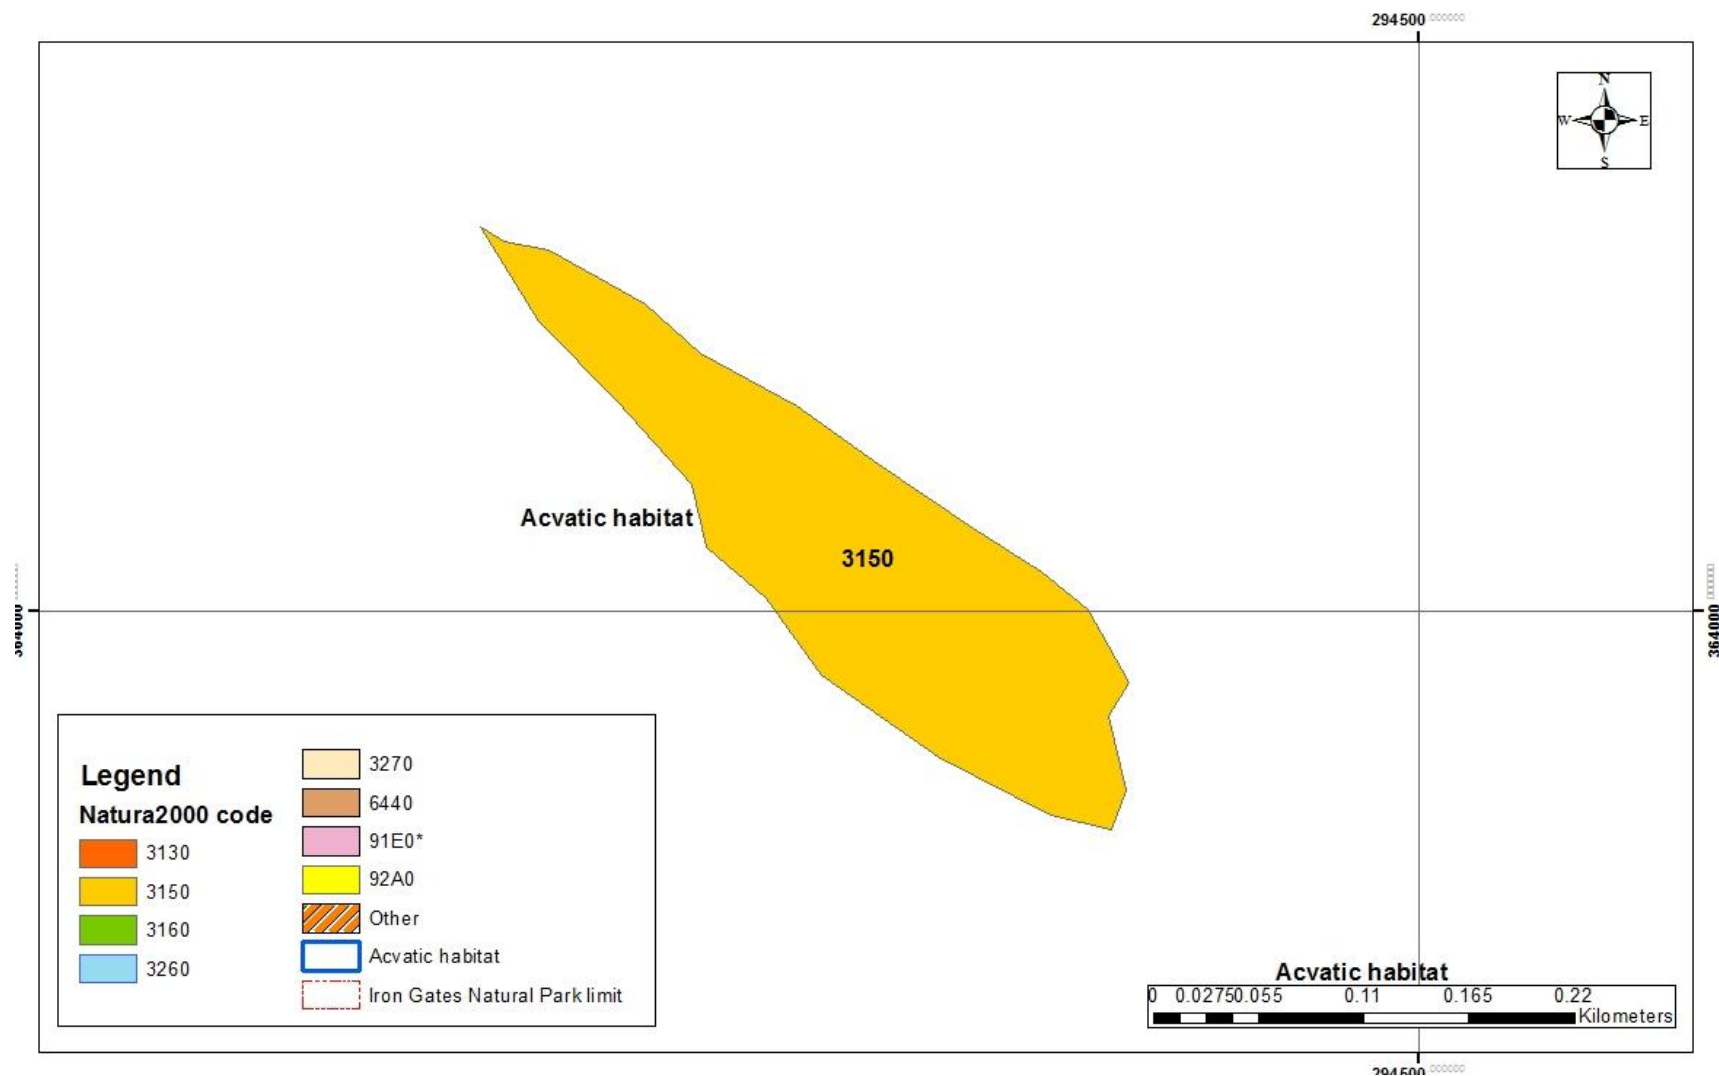 294500
N
W E
S
Acvatic habitat
3150
364000
364000
Legend
Natura2000 code
3130
3150
3160
3260
3270
6440
91E0*
92A0
Other
Acvatic habitat
Iron Gates Natural Park limit
Acvatic habitat
0 0.0275 0.055 0.11 0.165 0.22
Kilometers
294500